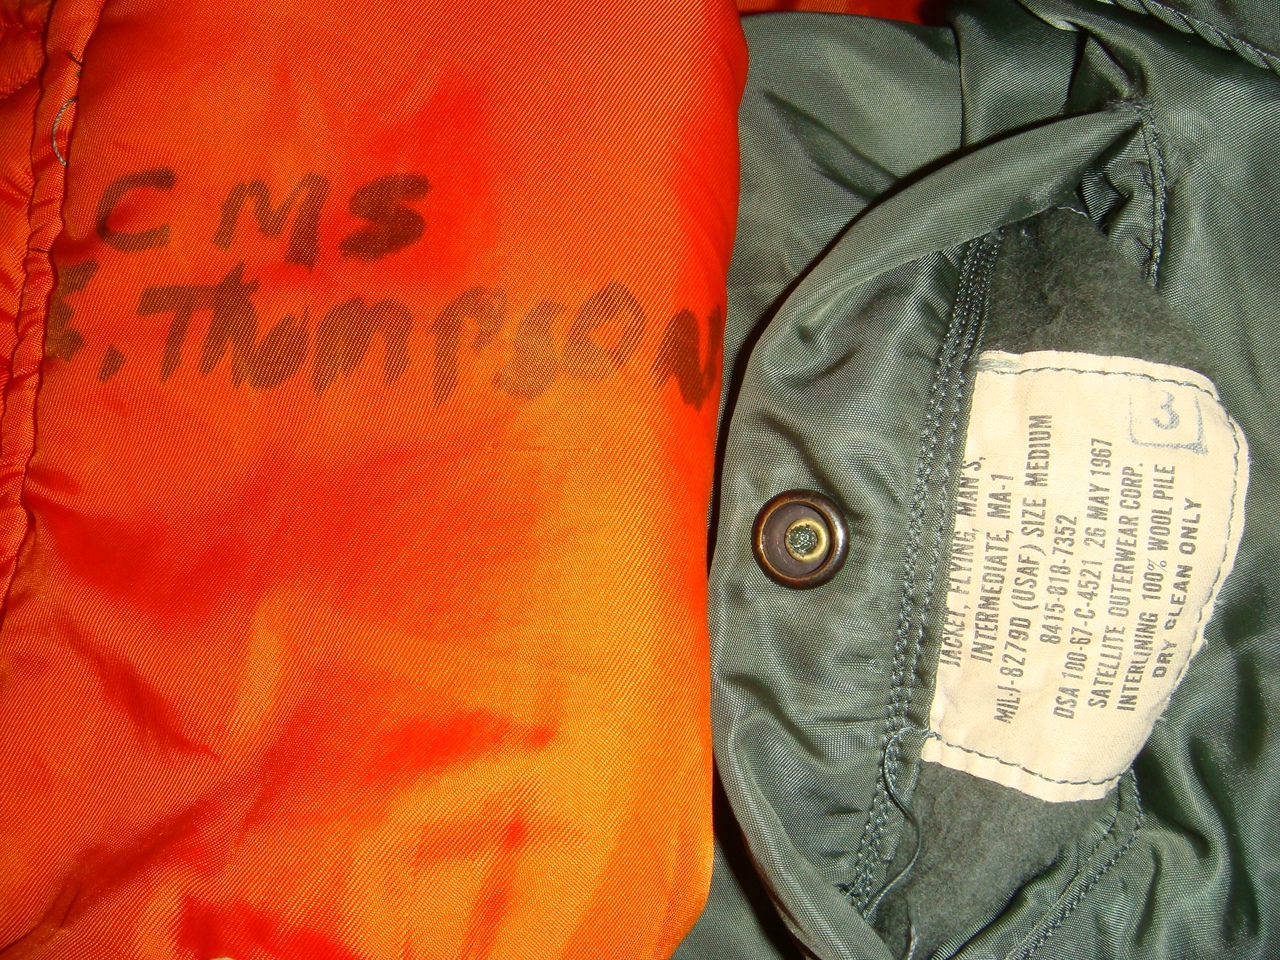 CMS
E. THOMPSON
3
JACKET, FLYING, MAN'S,
INTERMEDIATE, MA-1
MIL-J-8279D (USAF) SIZE MEDIUM
8415-818-7352
DSA 100-67-C-4521 26 MAY 1967
SATELLITE OUTERWEAR CORP.
INTERLINING 100% WOOL PILE
DRY CLEAN ONLY